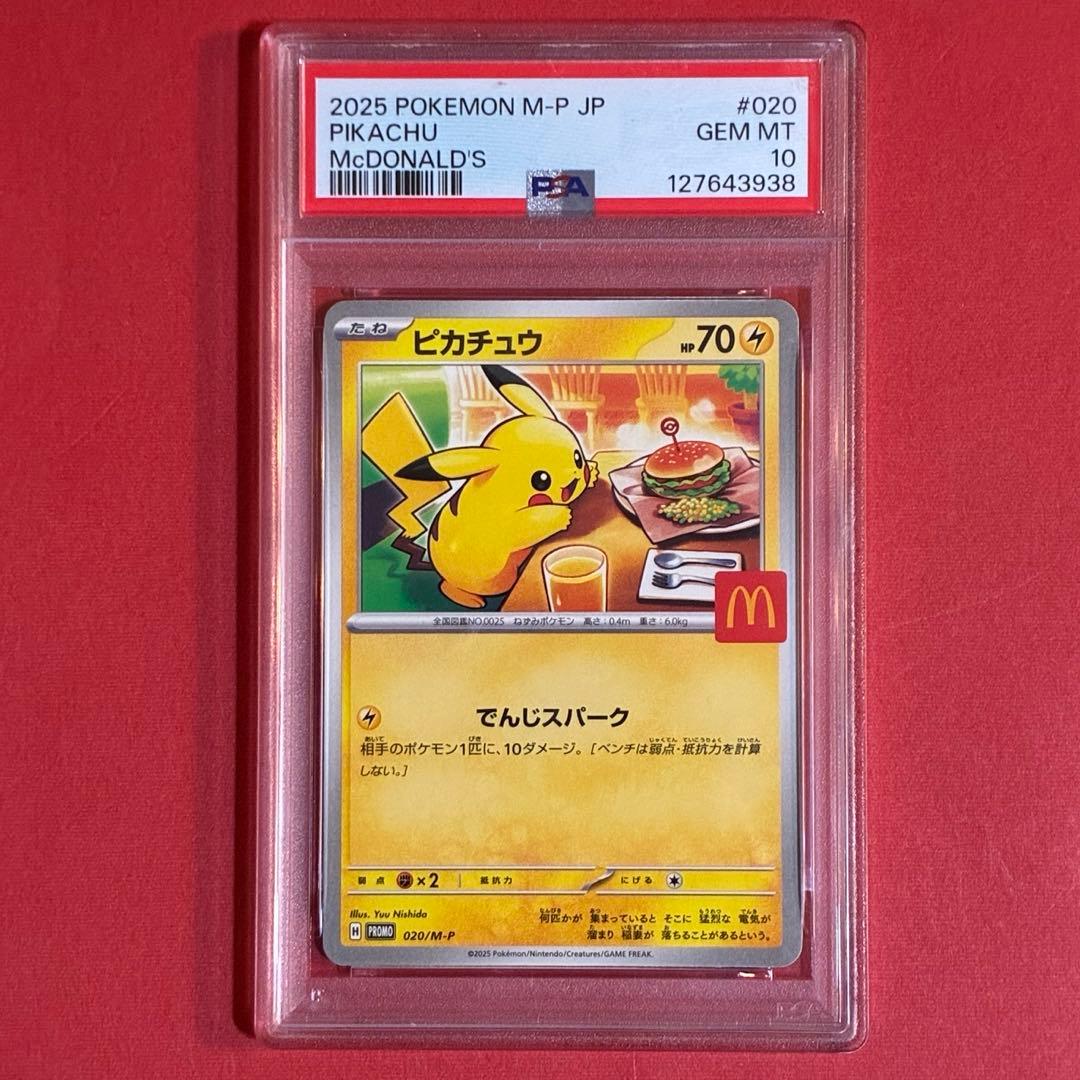 2025 POKEMON M-P JP #020
PIKACHU GEM MT
McDONALD'S 10
PSA 127643938
たね ピカチュウ HP70
全国図鑑NO.0025 ねずみポケモン 高さ:0.4m 重さ:6.0kg
M
でんじスパーク
相手のポケモン1匹に、10ダメージ。[ベンチは弱点・抵抗力を計算
しない。]
弱点 ×2 抵抗力 にげる
Illus. Yuu Nishida
何匹かが 集まっていると そこに 猛烈な 電気が
溜まり 稲妻が 落ちることがあるという。
H PROMO 020/M-P
©2025 Pokémon/Nintendo/Creatures/GAME FREAK.